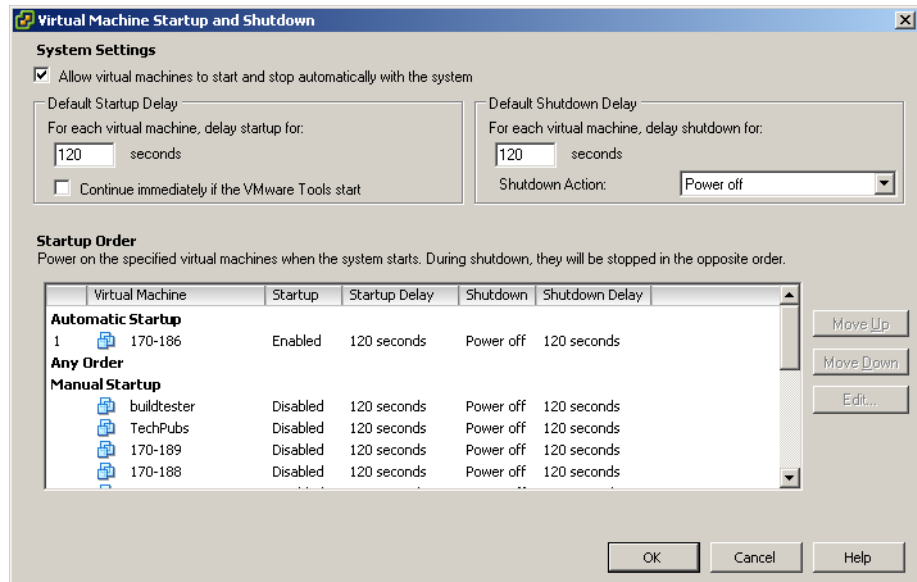 Virtual Machine Startup and Shutdown
System Settings
Allow virtual machines to start and stop automatically with the system
Default Startup Delay
For each virtual machine, delay startup for:
120 seconds
Continue immediately if the VMware Tools start
Default Shutdown Delay
For each virtual machine, delay shutdown for:
120 seconds
Shutdown Action: Power off
Startup Order
Power on the specified virtual machines when the system starts. During shutdown, they will be stopped in the opposite order.
Virtual Machine Startup Startup Delay Shutdown Shutdown Delay
Automatic Startup
1 170-186 Enabled 120 seconds Power off 120 seconds
Any Order
Manual Startup
buildtester Disabled 120 seconds Power off 120 seconds
TechPubs Disabled 120 seconds Power off 120 seconds
170-189 Disabled 120 seconds Power off 120 seconds
170-188 Disabled 120 seconds Power off 120 seconds
Move Up
Move Down
Edit...
OK Cancel Help